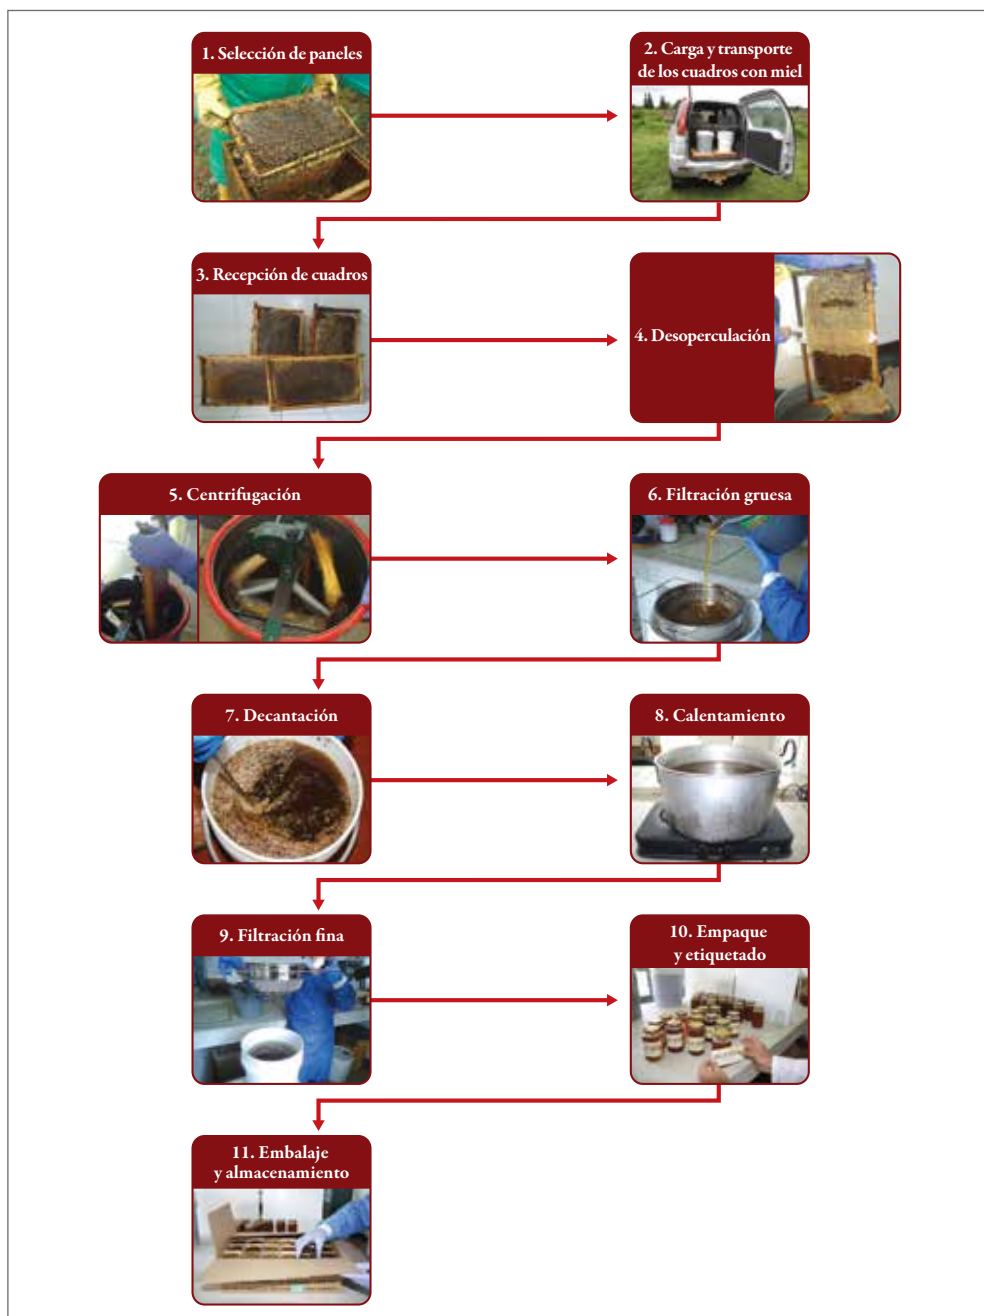 1. Selección de paneles
2. Carga y transporte
de los cuadros con miel
3. Recepción de cuadros
4. Desoperculación
5. Centrifugación
6. Filtración gruesa
7. Decantación
8. Calentamiento
9. Filtración fina
10. Empaque
y etiquetado
11. Embalaje
y almacenamiento